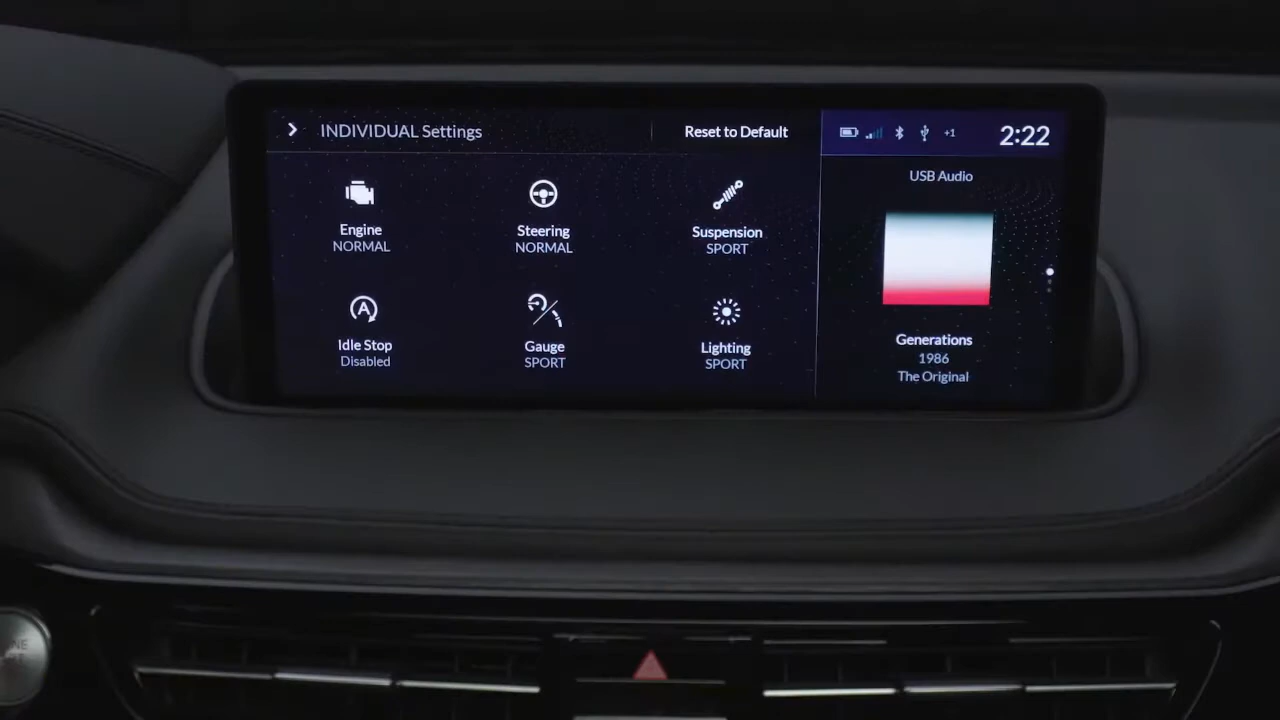 INDIVIDUAL Settings
Reset to Default
+1
2:22
Engine
NORMAL
Steering
NORMAL
Suspension
SPORT
Idle Stop
Disabled
Gauge
SPORT
Lighting
SPORT
USB Audio
Generations
1986
The Original